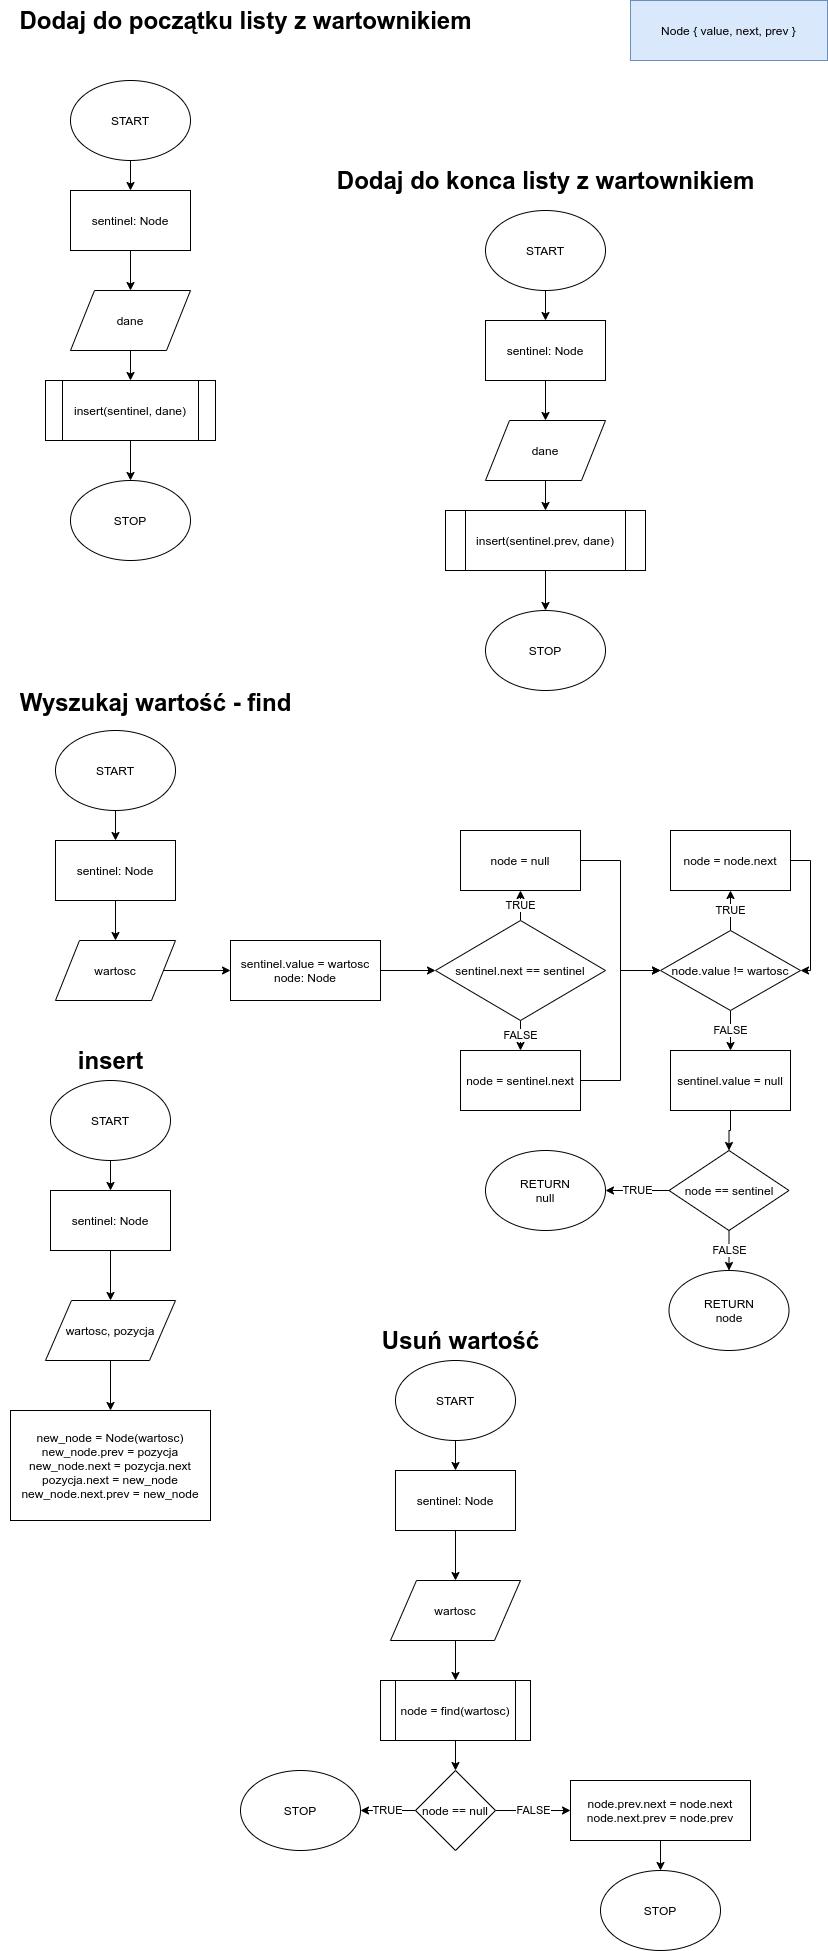 Dodaj do początku listy z wartownikiem
Node { value, next, prev }
START
sentinel: Node
dane
insert(sentinel, dane)
STOP
Dodaj do konca listy z wartownikiem
START
sentinel: Node
dane
insert(sentinel.prev, dane)
STOP
Wyszukaj wartość - find
START
sentinel: Node
wartosc
sentinel.value = wartosc
node: Node
sentinel.next == sentinel
TRUE
node = null
FALSE
node = sentinel.next
node.value != wartosc
TRUE
node = node.next
FALSE
sentinel.value = null
node == sentinel
TRUE
RETURN
null
FALSE
RETURN
node
insert
START
sentinel: Node
wartosc, pozycja
new_node = Node(wartosc)
new_node.prev = pozycja
new_node.next = pozycja.next
pozycja.next = new_node
new_node.next.prev = new_node
Usuń wartość
START
sentinel: Node
wartosc
node = find(wartosc)
node == null
TRUE
STOP
FALSE
node.prev.next = node.next
node.next.prev = node.prev
STOP